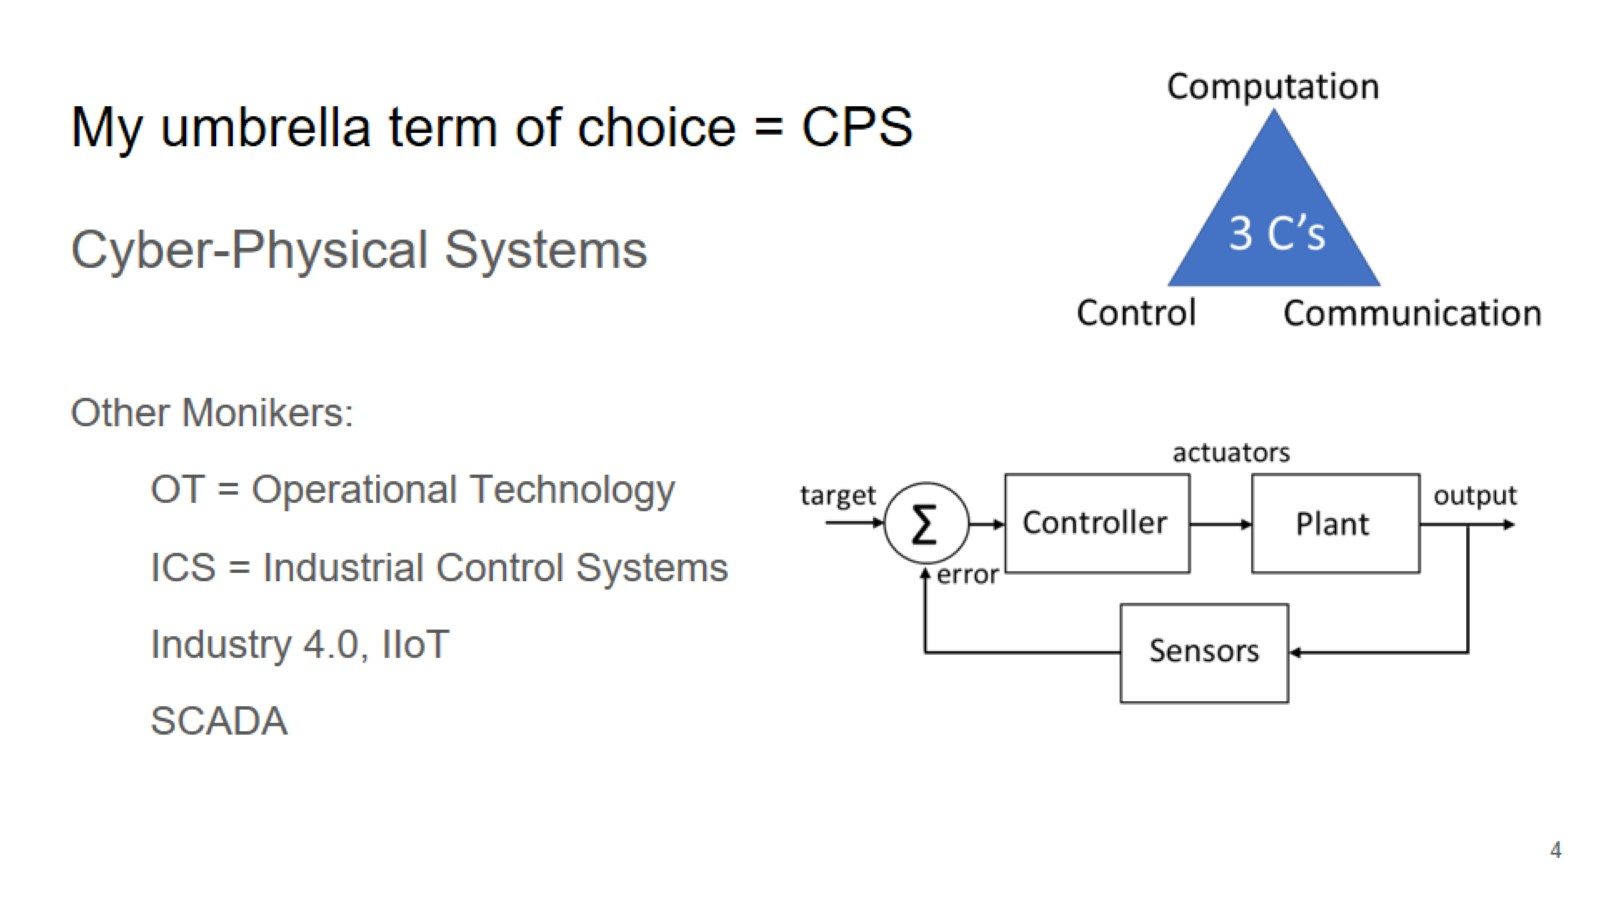 My umbrella term of choice = CPS
Cyber-Physical Systems
Computation
3 C's
Control
Communication
Other Monikers:
OT = Operational Technology
ICS = Industrial Control Systems
Industry 4.0, IIoT
SCADA
actuators
target
Σ
Controller
Plant
output
error
Sensors
4